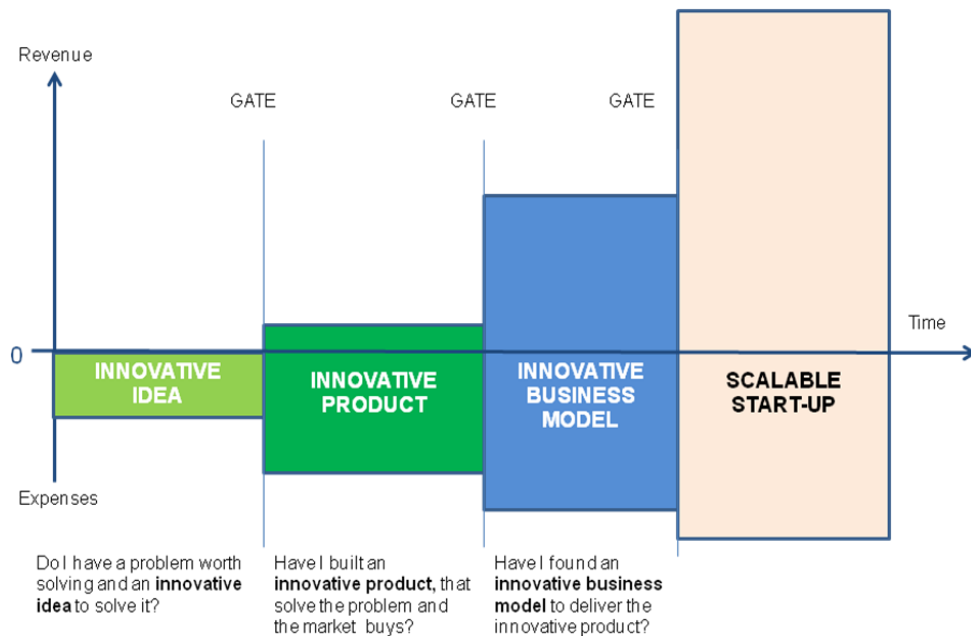 Revenue
GATE
GATE
GATE
Time
0
INNOVATIVE
IDEA
INNOVATIVE
PRODUCT
INNOVATIVE
BUSINESS
MODEL
SCALABLE
START-UP
Expenses
Do I have a problem worth
solving and an innovative
idea to solve it?
Have I built an
innovative product, that
solve the problem and
the market buys?
Have I found an
innovative business
model to deliver the
innovative product?